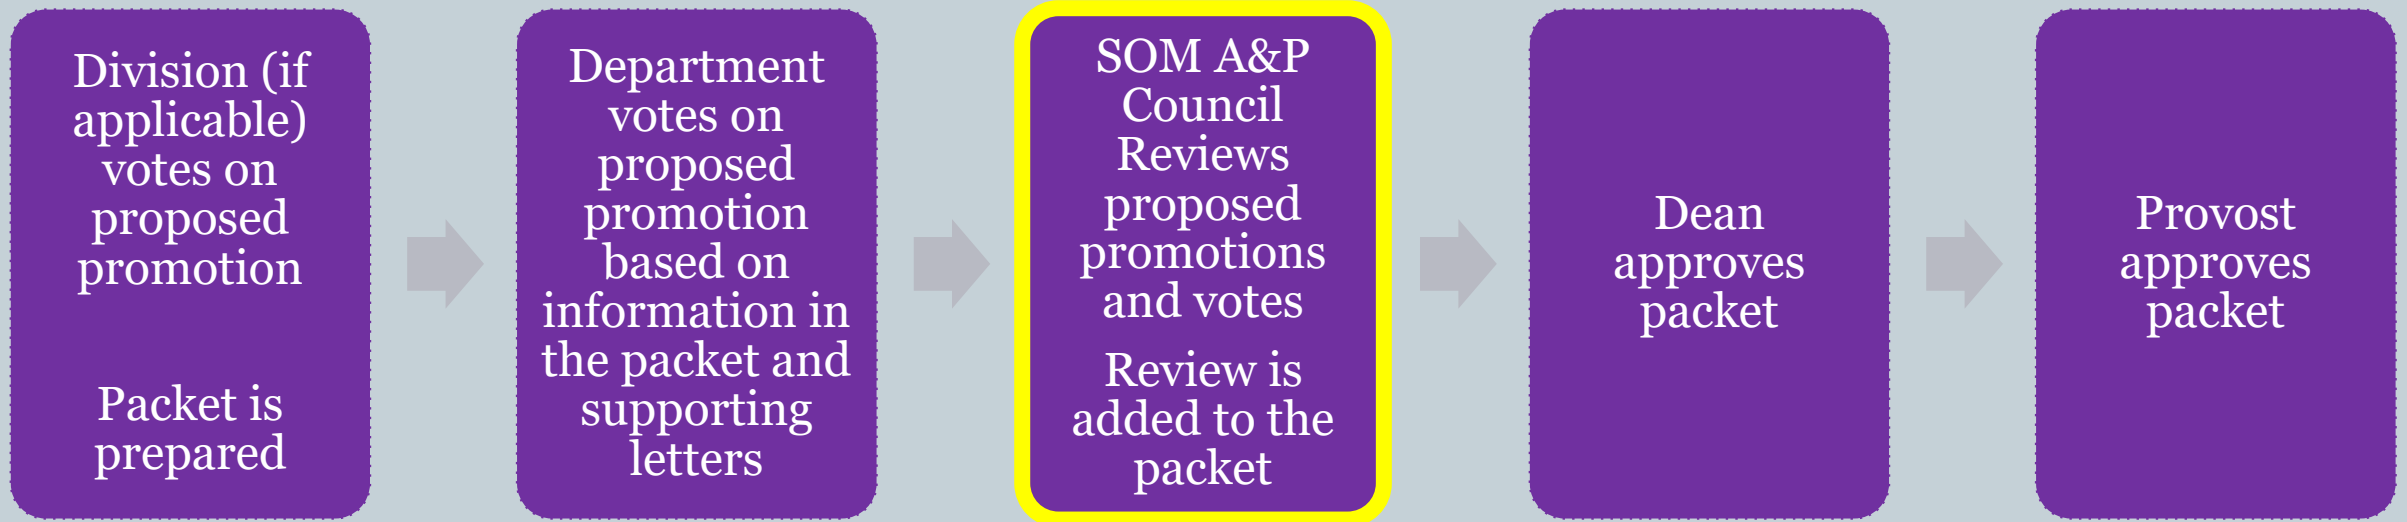 Division (if
applicable)
votes on
proposed
promotion
Packet is
prepared
Department
votes on
proposed
promotion
based on
information in
the packet and
supporting
letters
SOM A&P
Council
Reviews
proposed
promotions
and votes
Review is
added to the
packet
Dean
approves
packet
Provost
approves
packet